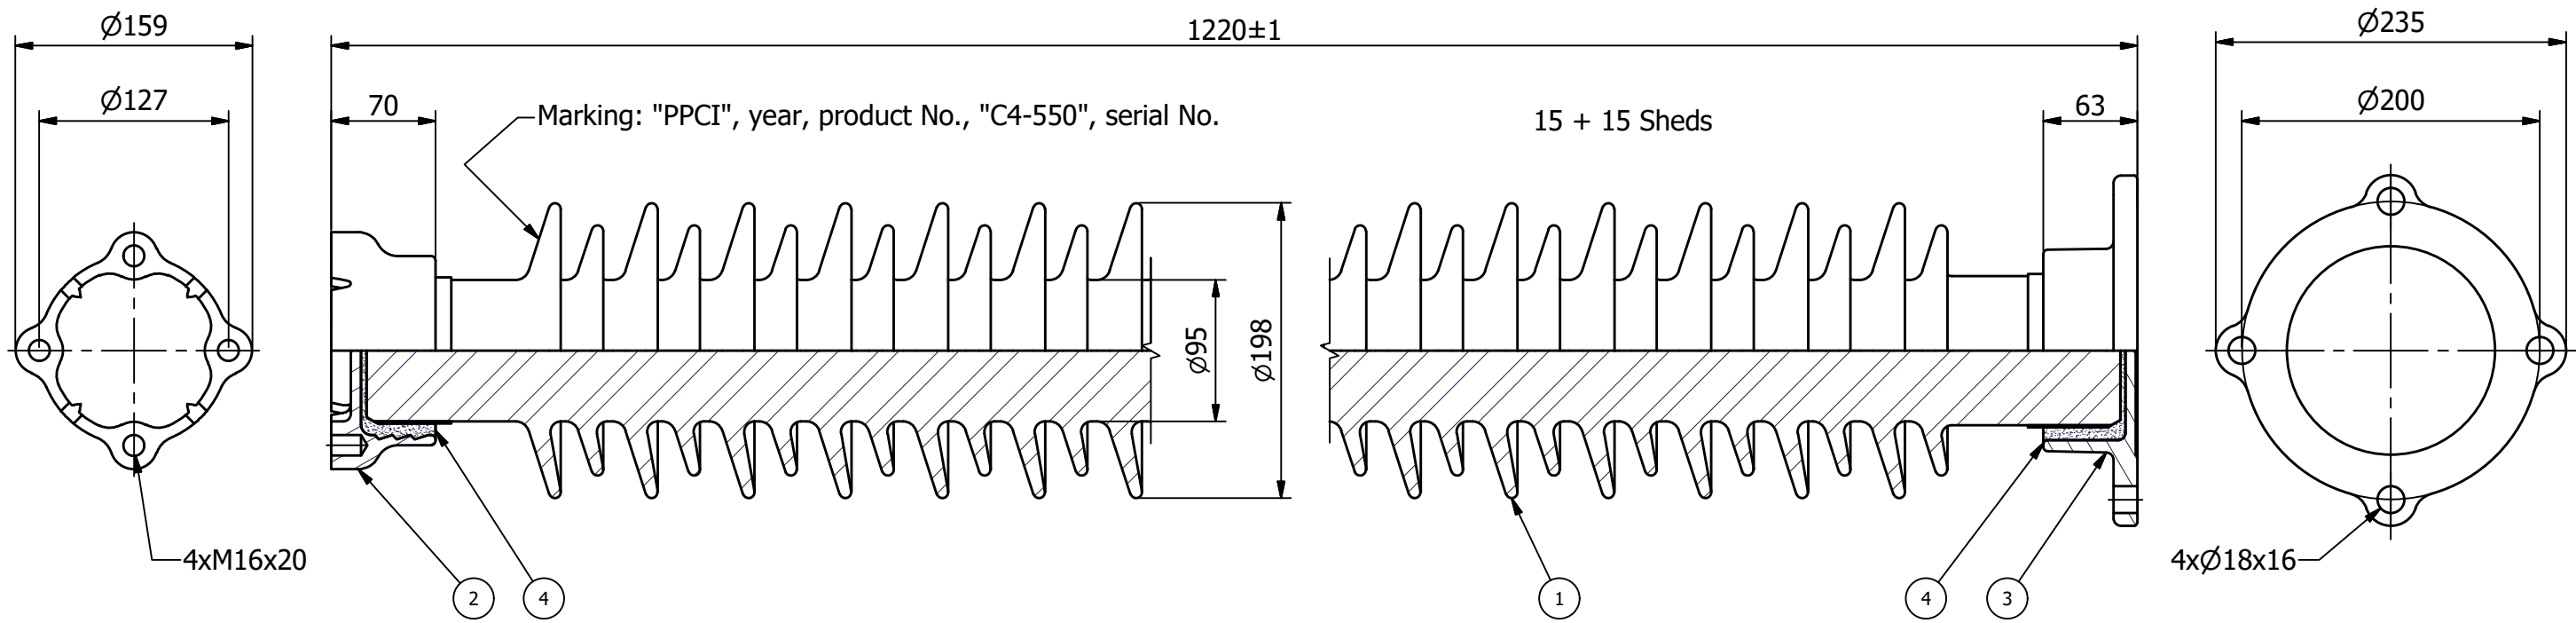 Ø159
1220±1
Ø235
Ø127
70
Marking: "PPCI", year, product No., "C4-550", serial No.
15 + 15 Sheds
63
Ø200
Ø95
Ø198
4xM16x20
4xØ18x16
2
4
1
4
3